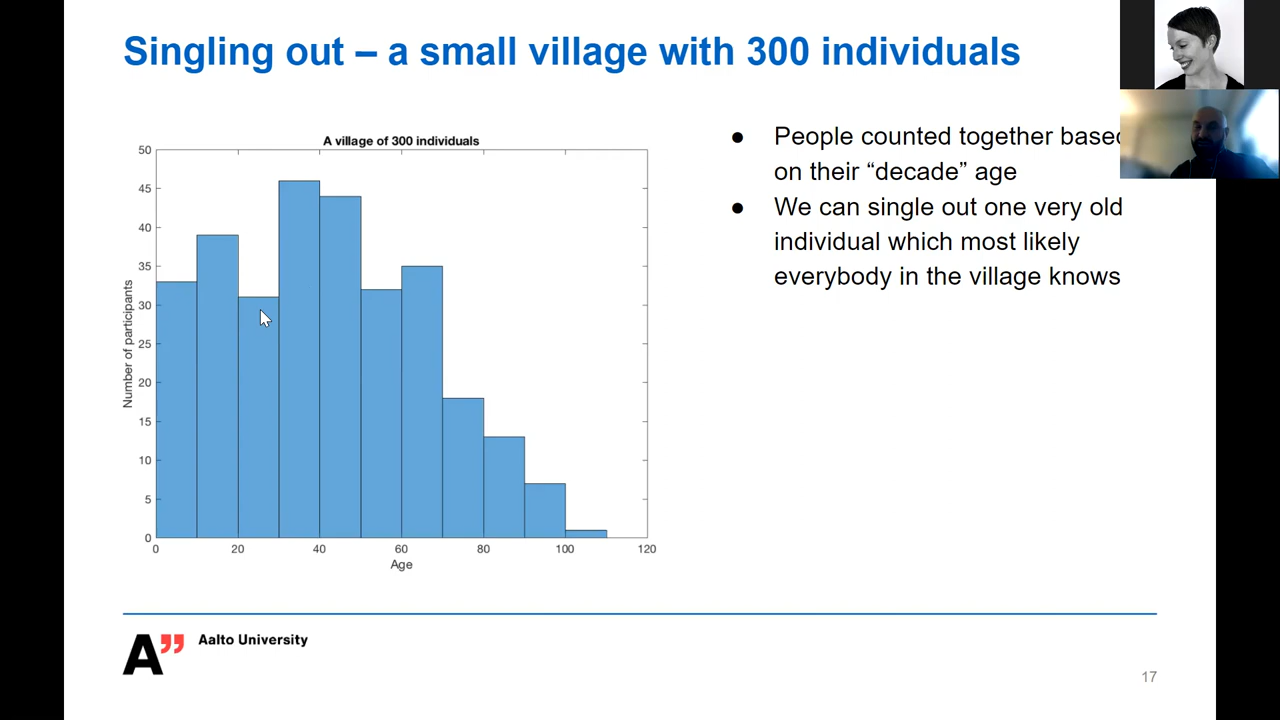 Singling out – a small village with 300 individuals
A village of 300 individuals
50
45
40
35
30
25
20
15
10
5
0
Number of participants
0 20 40 60 80 100 120
Age
● People counted together based
on their “decade” age
● We can single out one very old
individual which most likely
everybody in the village knows
A”
Aalto University
17